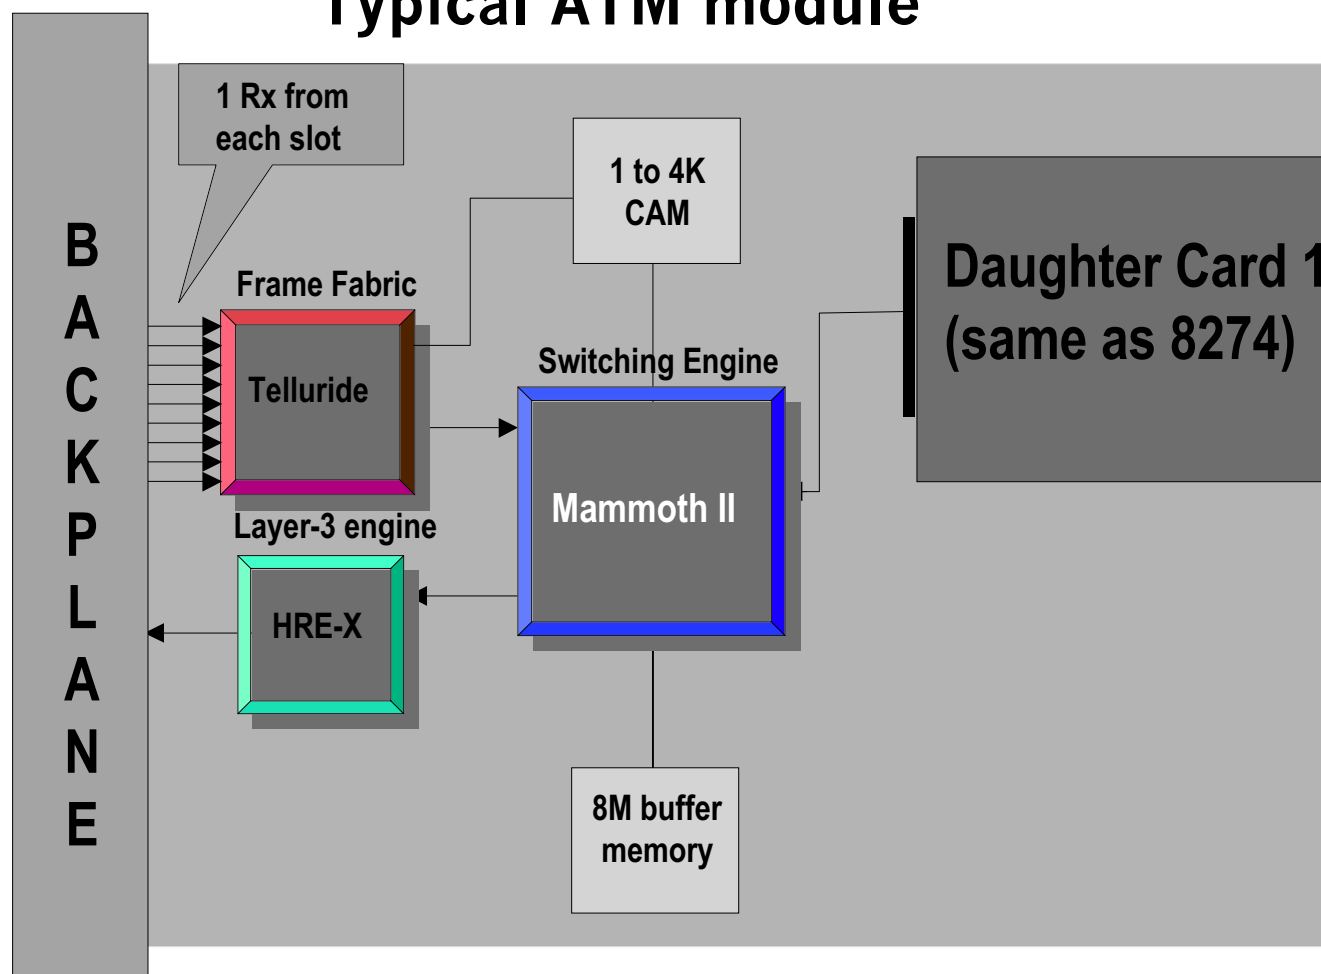 Typical ATM module
1 Rx from
each slot
1 to 4K
CAM
BACKPLANE
Frame Fabric
Telluride
Switching Engine
Mammoth II
Daughter Card 1
(same as 8274)
Layer-3 engine
HRE-X
8M buffer
memory